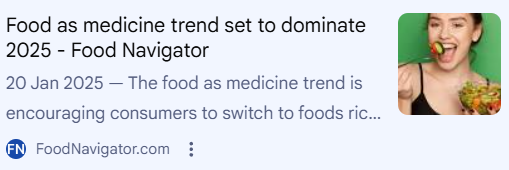 Food as medicine trend set to dominate
2025 - Food Navigator
20 Jan 2025 — The food as medicine trend is
encouraging consumers to switch to foods ric...
FN FoodNavigator.com